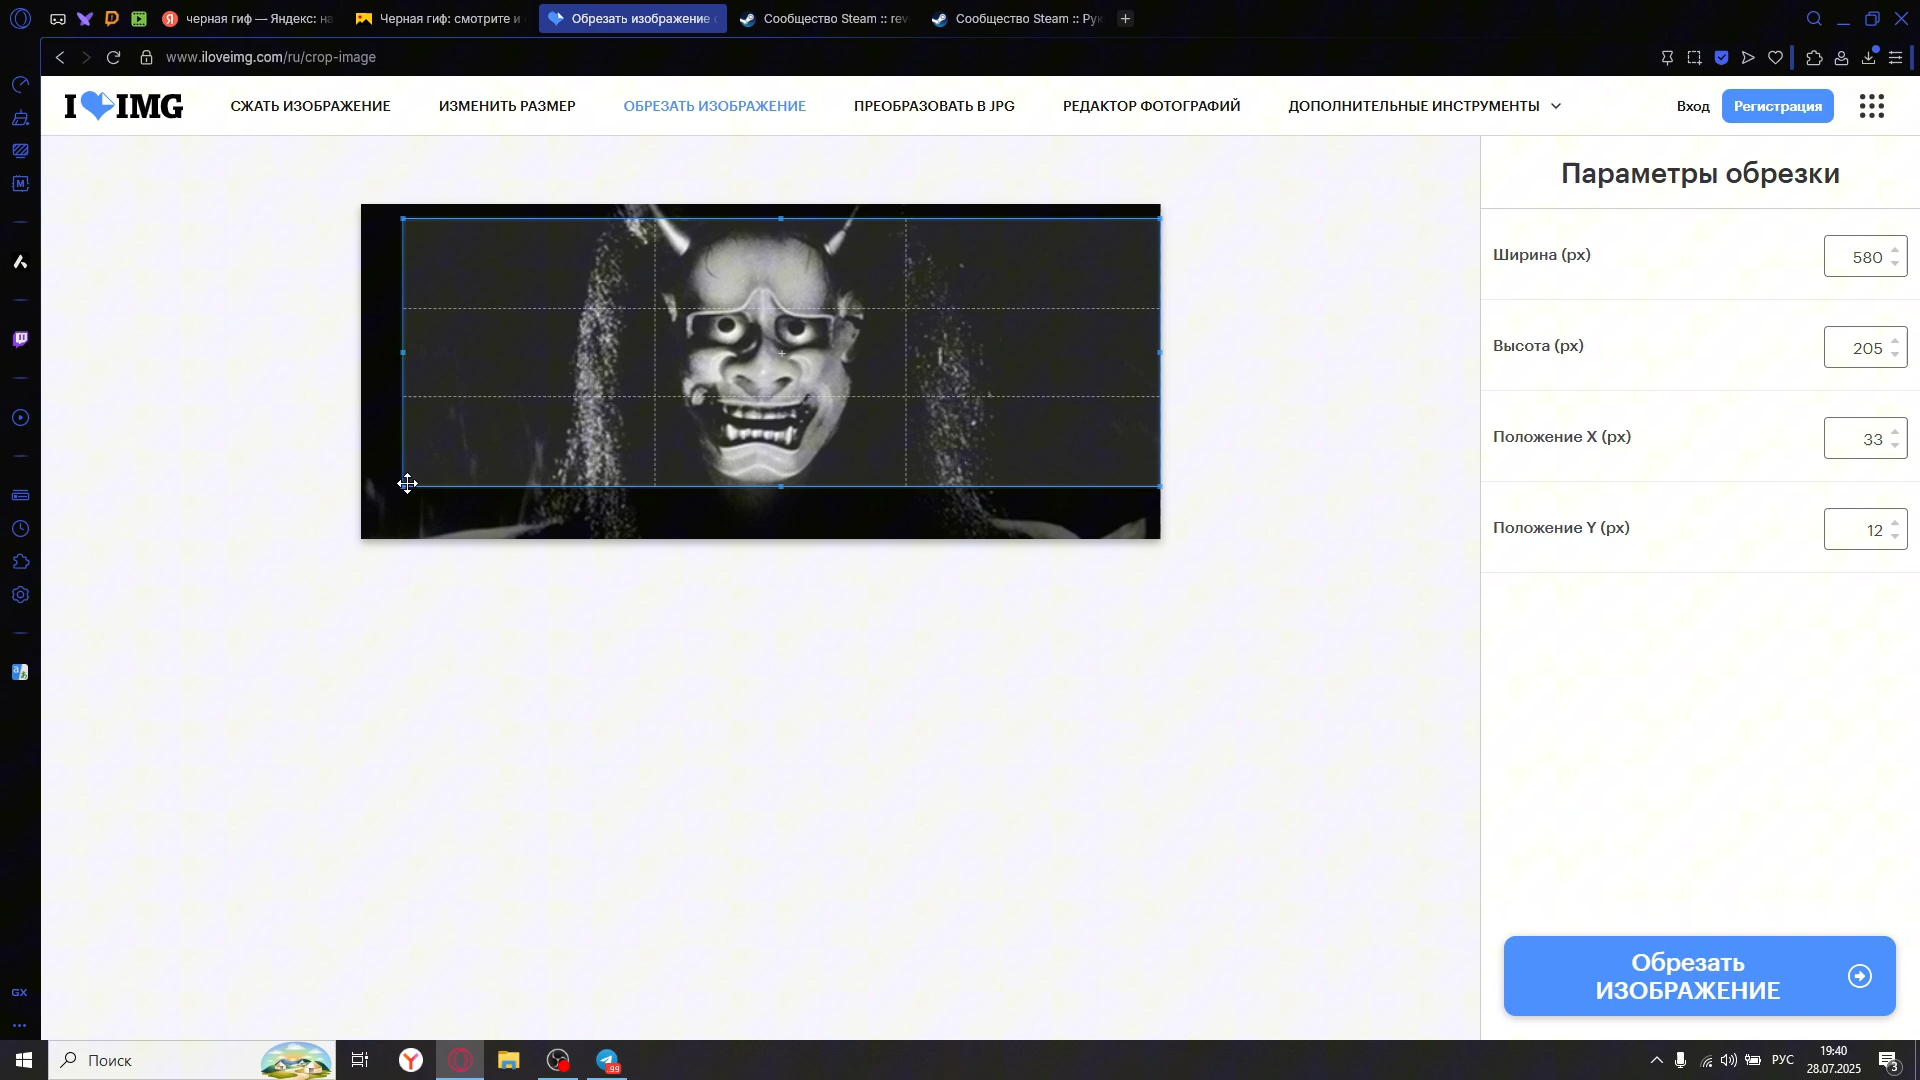 черная гиф — Яндекс: на
Черная гиф: смотрите и
Обрезать изображение с
Сообщество Steam :: rev
Сообщество Steam :: Рук
www.iloveimg.com/ru/crop-image
I IMG
СЖАТЬ ИЗОБРАЖЕНИЕ
ИЗМЕНИТЬ РАЗМЕР
ОБРЕЗАТЬ ИЗОБРАЖЕНИЕ
ПРЕОБРАЗОВАТЬ В JPG
РЕДАКТОР ФОТОГРАФИЙ
ДОПОЛНИТЕЛЬНЫЕ ИНСТРУМЕНТЫ
Вход
Регистрация
Параметры обрезки
Ширина (px)
580
Высота (px)
205
Положение X (px)
33
Положение Y (px)
12
Обрезать
ИЗОБРАЖЕНИЕ
GX
Поиск
99
РУС
19:40
28.07.2025
3